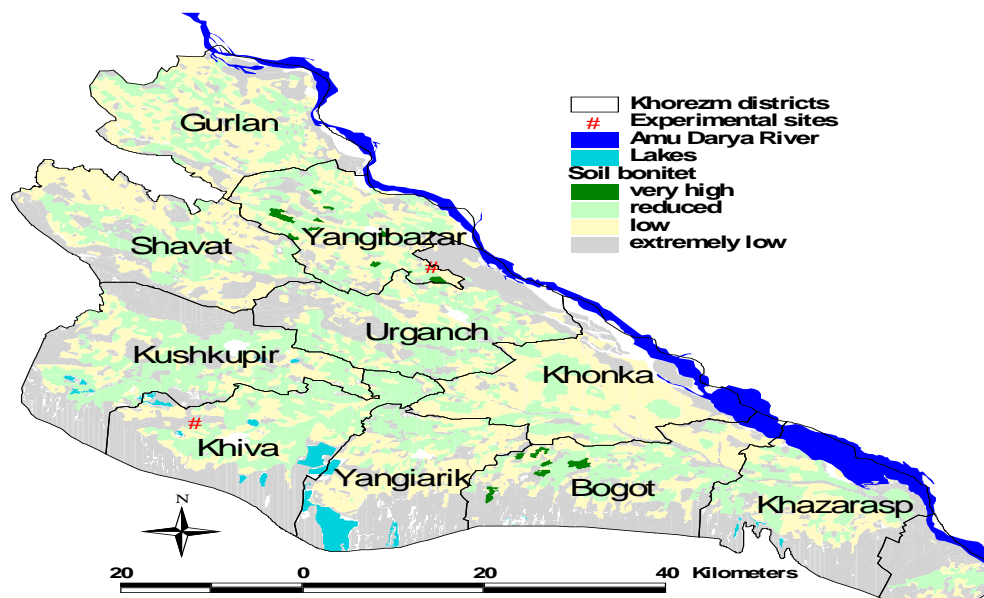 Gurlan
Khorezm districts
# Experimental sites
Amu Darya River
Lakes
Soil bonitet
very high
reduced
low
extremely low
Shavat
Yangibazar
#
Urganch
Kushkupir
Khonka
#
Khiva
Yangiarik
Bogot
Khazarasp
N
20 0 20 40 Kilometers